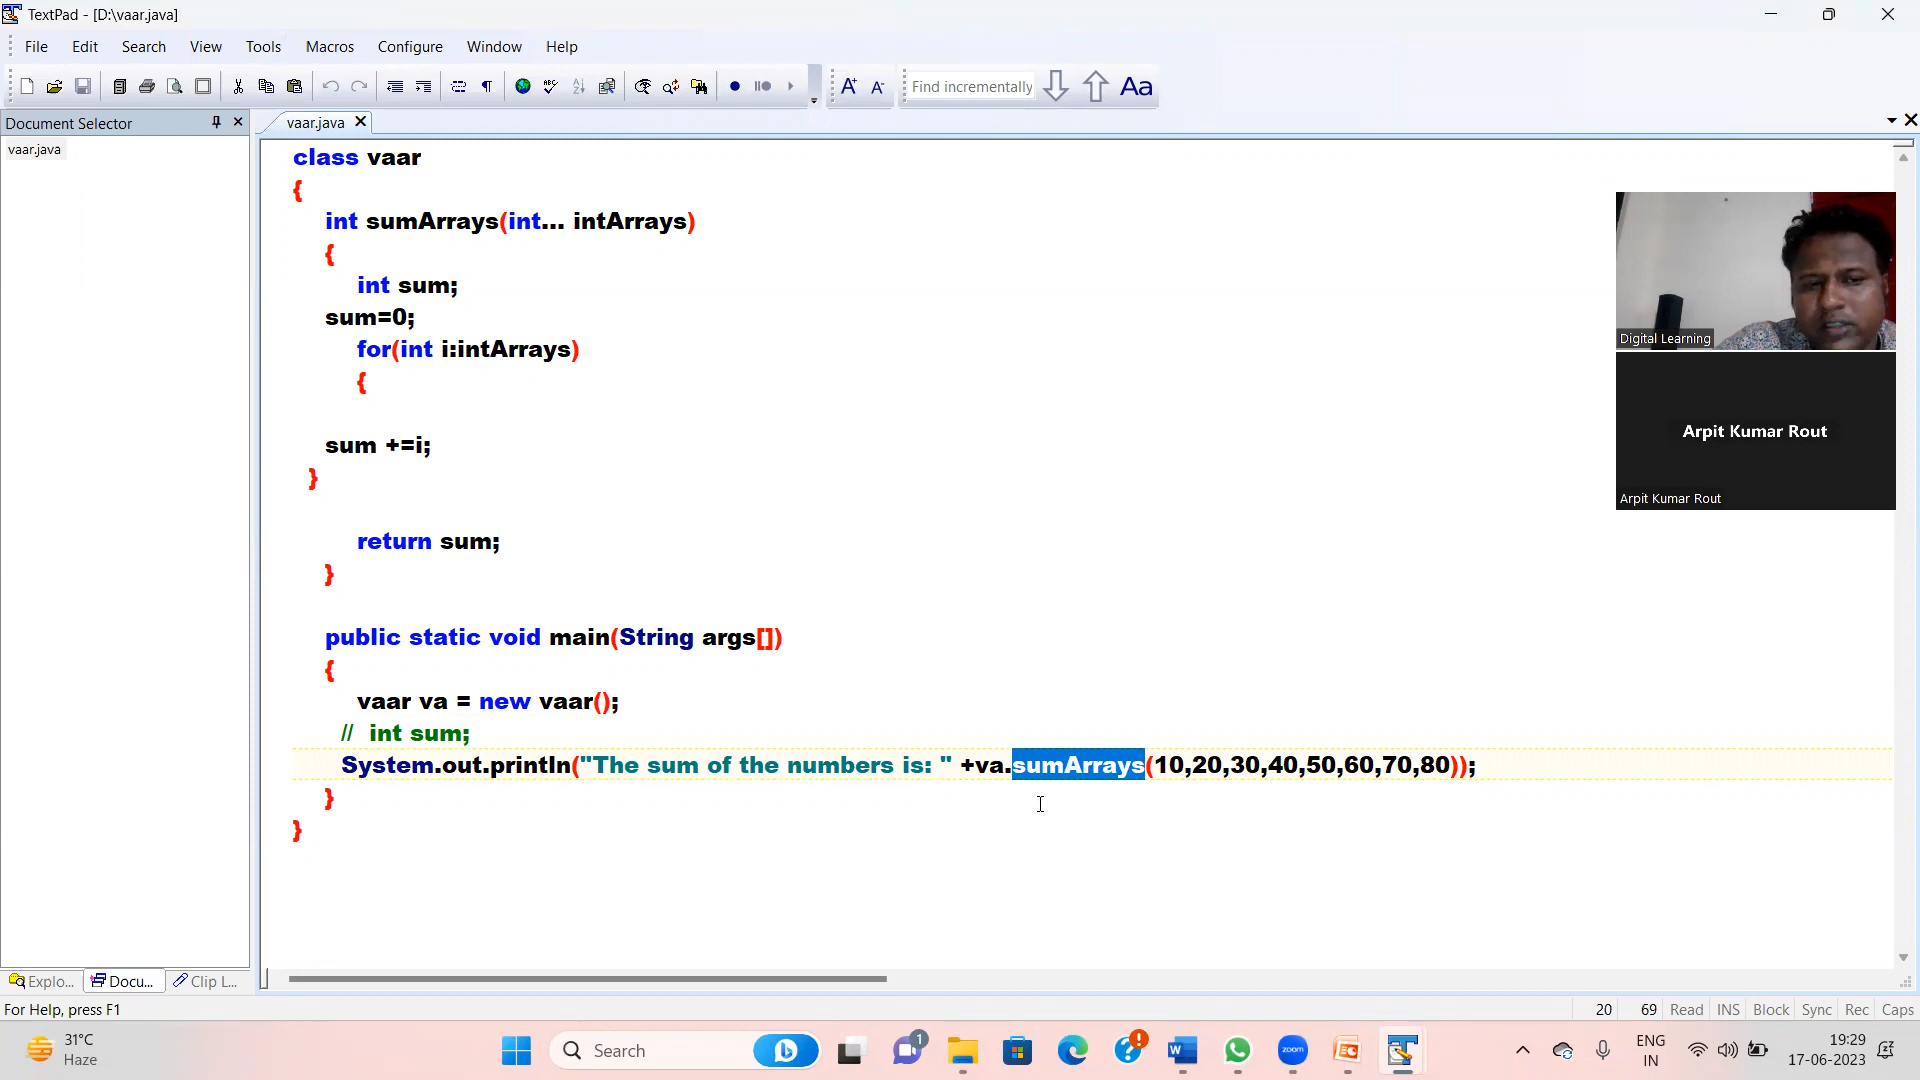 TextPad - [D:\vaar.java]
File Edit Search View Tools Macros Configure Window Help
Find incrementally Aa
Document Selector
vaar.java
vaar.java
class vaar
{
int sumArrays(int... intArrays)
{
int sum;
sum=0;
for(int i:intArrays)
{
sum +=i;
}
return sum;
}
public static void main(String args[])
{
vaar va = new vaar();
// int sum;
System.out.println("The sum of the numbers is: " +va.sumArrays(10,20,30,40,50,60,70,80));
}
}
Digital Learning
Arpit Kumar Rout
Arpit Kumar Rout
Explo... Docu... Clip L...
For Help, press F1
20 69 Read INS Block Sync Rec Caps
31°C
Haze
Search
1
zoom
ENG
IN
19:29
17-06-2023